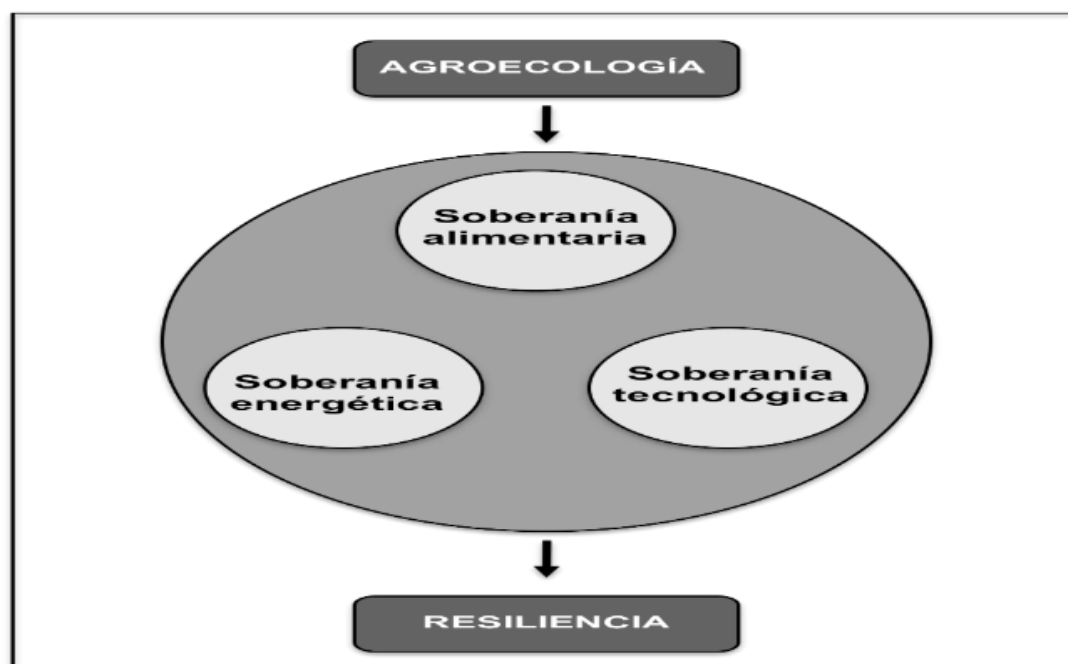 AGROECOLOGÍA
Soberanía
alimentaria
Soberanía
energética
Soberanía
tecnológica
RESILIENCIA